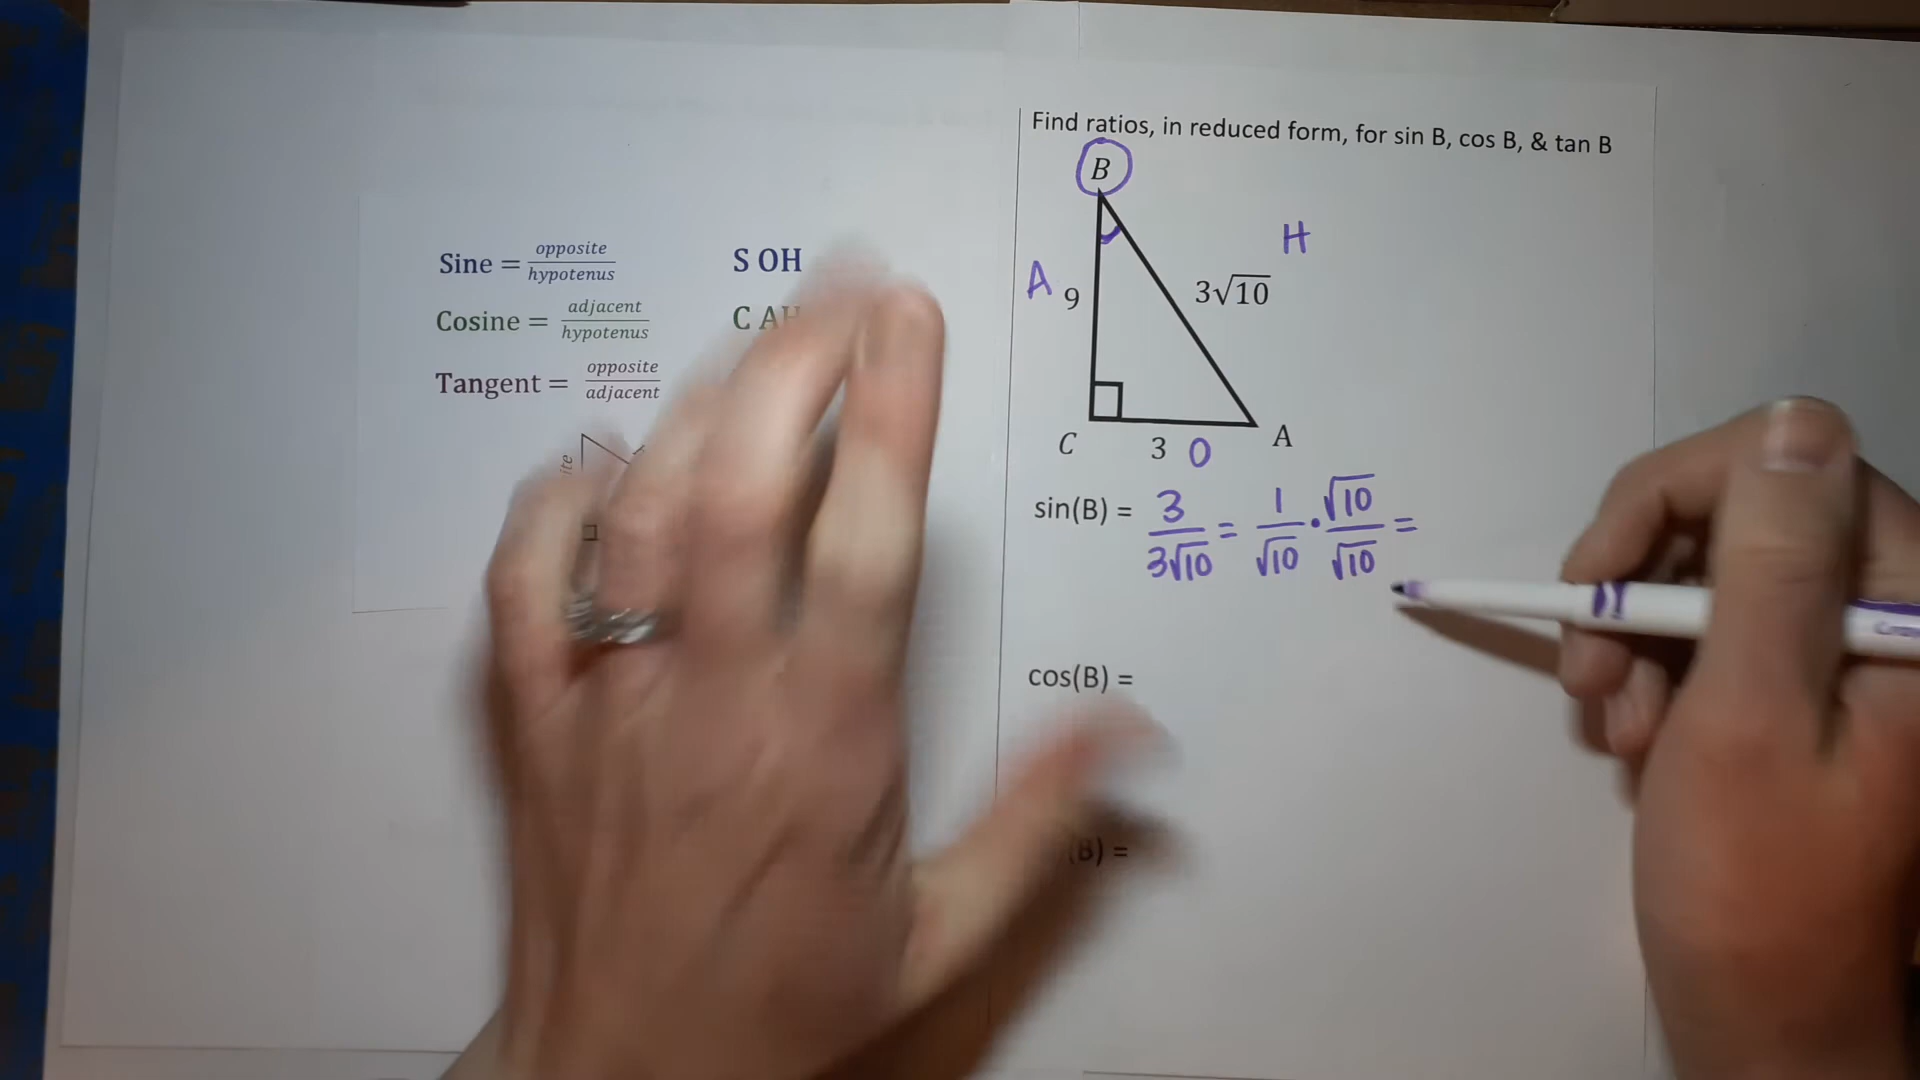 Find ratios, in reduced form, for sin B, cos B, & tan B
Sine = opposite/hypotenus S OH
Cosine = adjacent/hypotenus C AH
Tangent = opposite/adjacent
B
H
A 9
3√10
C 3 O A
sin(B) = 3/3√10 = 1/√10 · √10/√10 =
cos(B) =
(B) =